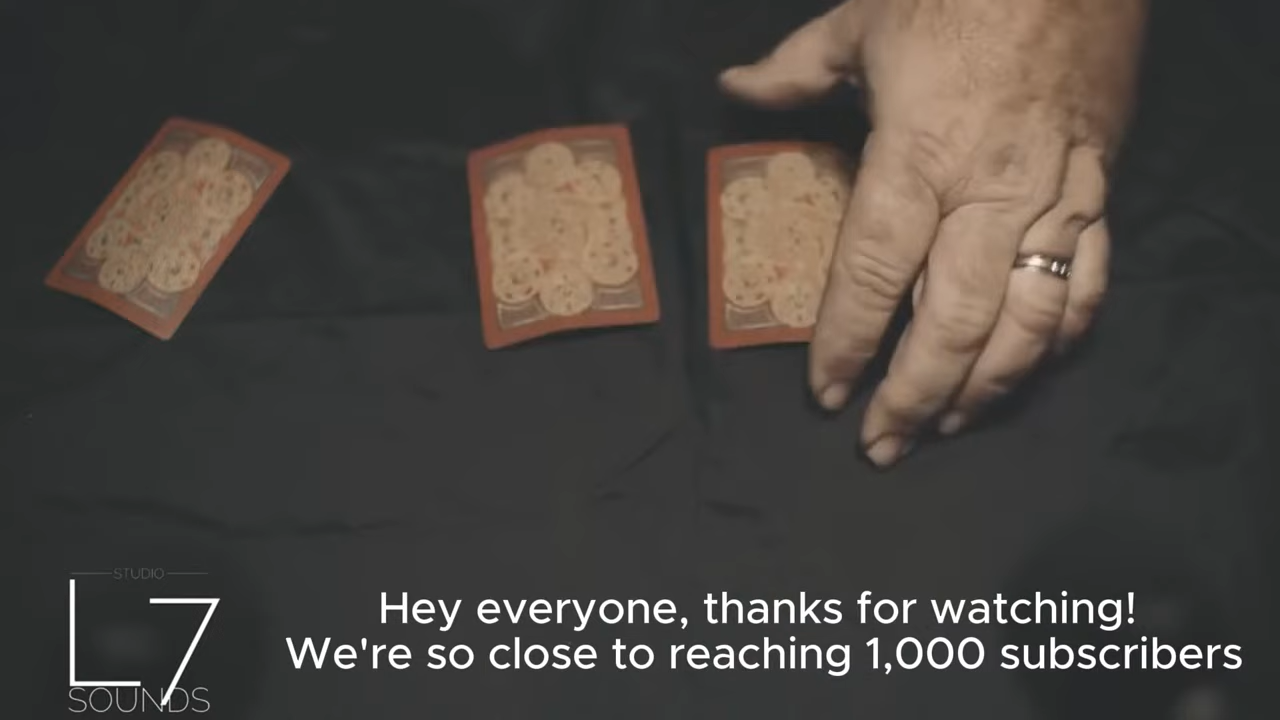 STUDIO
L7
SOUNDS
Hey everyone, thanks for watching!
We're so close to reaching 1,000 subscribers